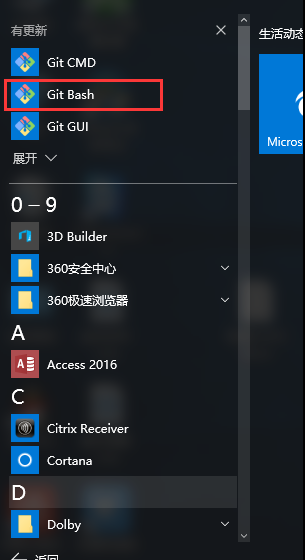 有更新
生活动态
Git CMD
Git Bash
Git GUI
展开
Micros
0 – 9
3D Builder
360安全中心
360极速浏览器
A
Access 2016
C
Citrix Receiver
Cortana
D
Dolby
返回